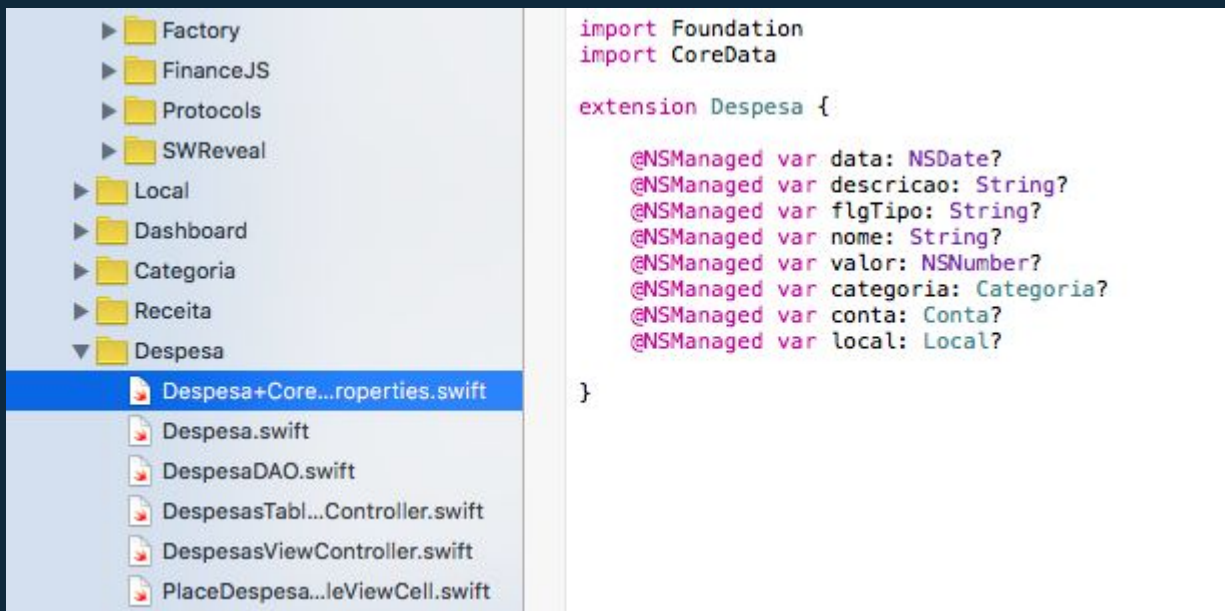 Factory
FinanceJS
Protocols
SWReveal
Local
Dashboard
Categoria
Receita
Despesa
Despesa+Core...roperties.swift
Despesa.swift
DespesaDAO.swift
DespesasTabl...Controller.swift
DespesasViewController.swift
PlaceDespesa...leViewCell.swift
import Foundation
import CoreData
extension Despesa {
@NSManaged var data: NSDate?
@NSManaged var descricao: String?
@NSManaged var flgTipo: String?
@NSManaged var nome: String?
@NSManaged var valor: NSNumber?
@NSManaged var categoria: Categoria?
@NSManaged var conta: Conta?
@NSManaged var local: Local?
}